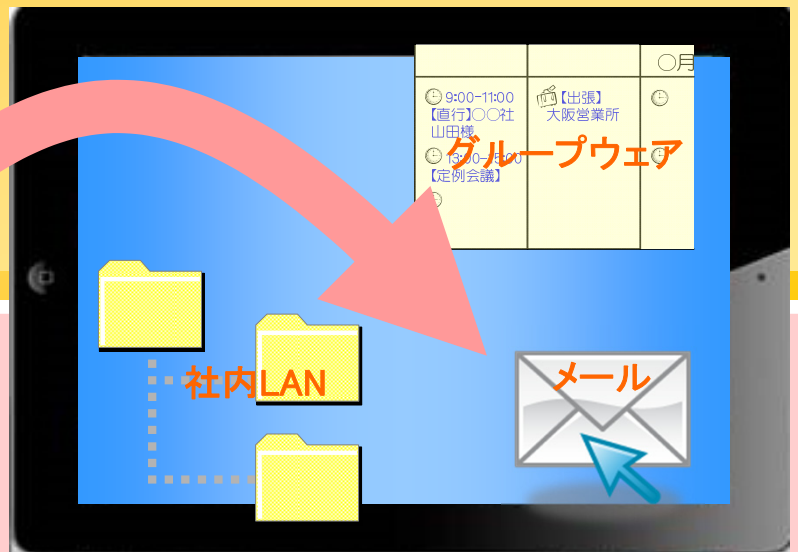 ○月
9:00-11:00
【直行】○○社
山田様
13:00-15:00
【定例会議】
【出張】
大阪営業所
グループウェア
社内LAN
メール